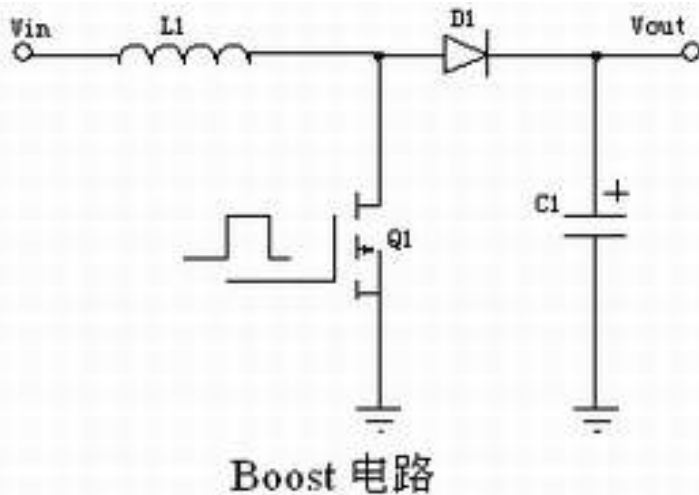 Vin
L1
D1
Vout
Q1
C1
+
Boost 电路